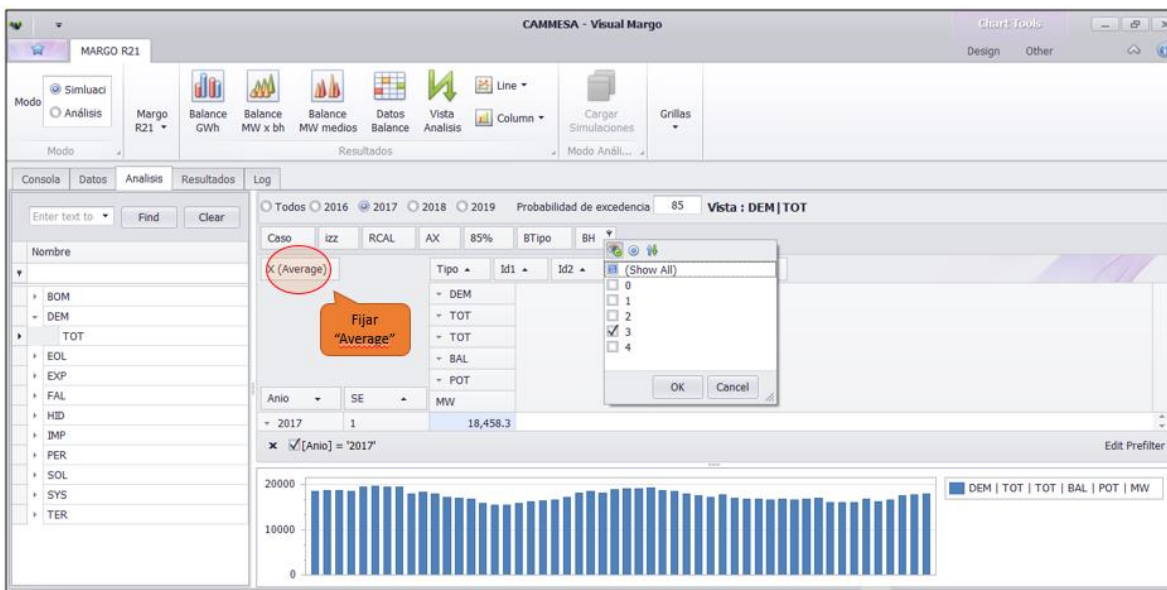 CAMMESA - Visual Margo
Chart Tools
MARGO R21
Design Other
Modo
Simluaci
Análisis
Margo R21
Balance GWh
Balance MW x bh
Balance MW medios
Datos Balance
Vista Analisis
Line
Column
Cargar Simulaciones
Grillas
Modo
Resultados
Modo Análi...
Consola Datos Analisis Resultados Log
Enter text to Find Clear
Todos 2016 2017 2018 2019 Probabilidad de excedencia 85 Vista : DEM|TOT
Caso izz RCAL AX 85% BTipo BH
Nombre
X (Average)
Tipo Id1 Id2
(Show All)
0
1
2
3
4
OK Cancel
Fijar
“Average”
DEM
TOT
TOT
BAL
POT
MW
BOM
DEM
TOT
EOL
EXP
FAL
HID
IMP
PER
SOL
SYS
TER
Anio SE
2017 1 18,458.3
[Anio] = '2017'
Edit Prefilter
20000
10000
0
DEM | TOT | TOT | BAL | POT | MW